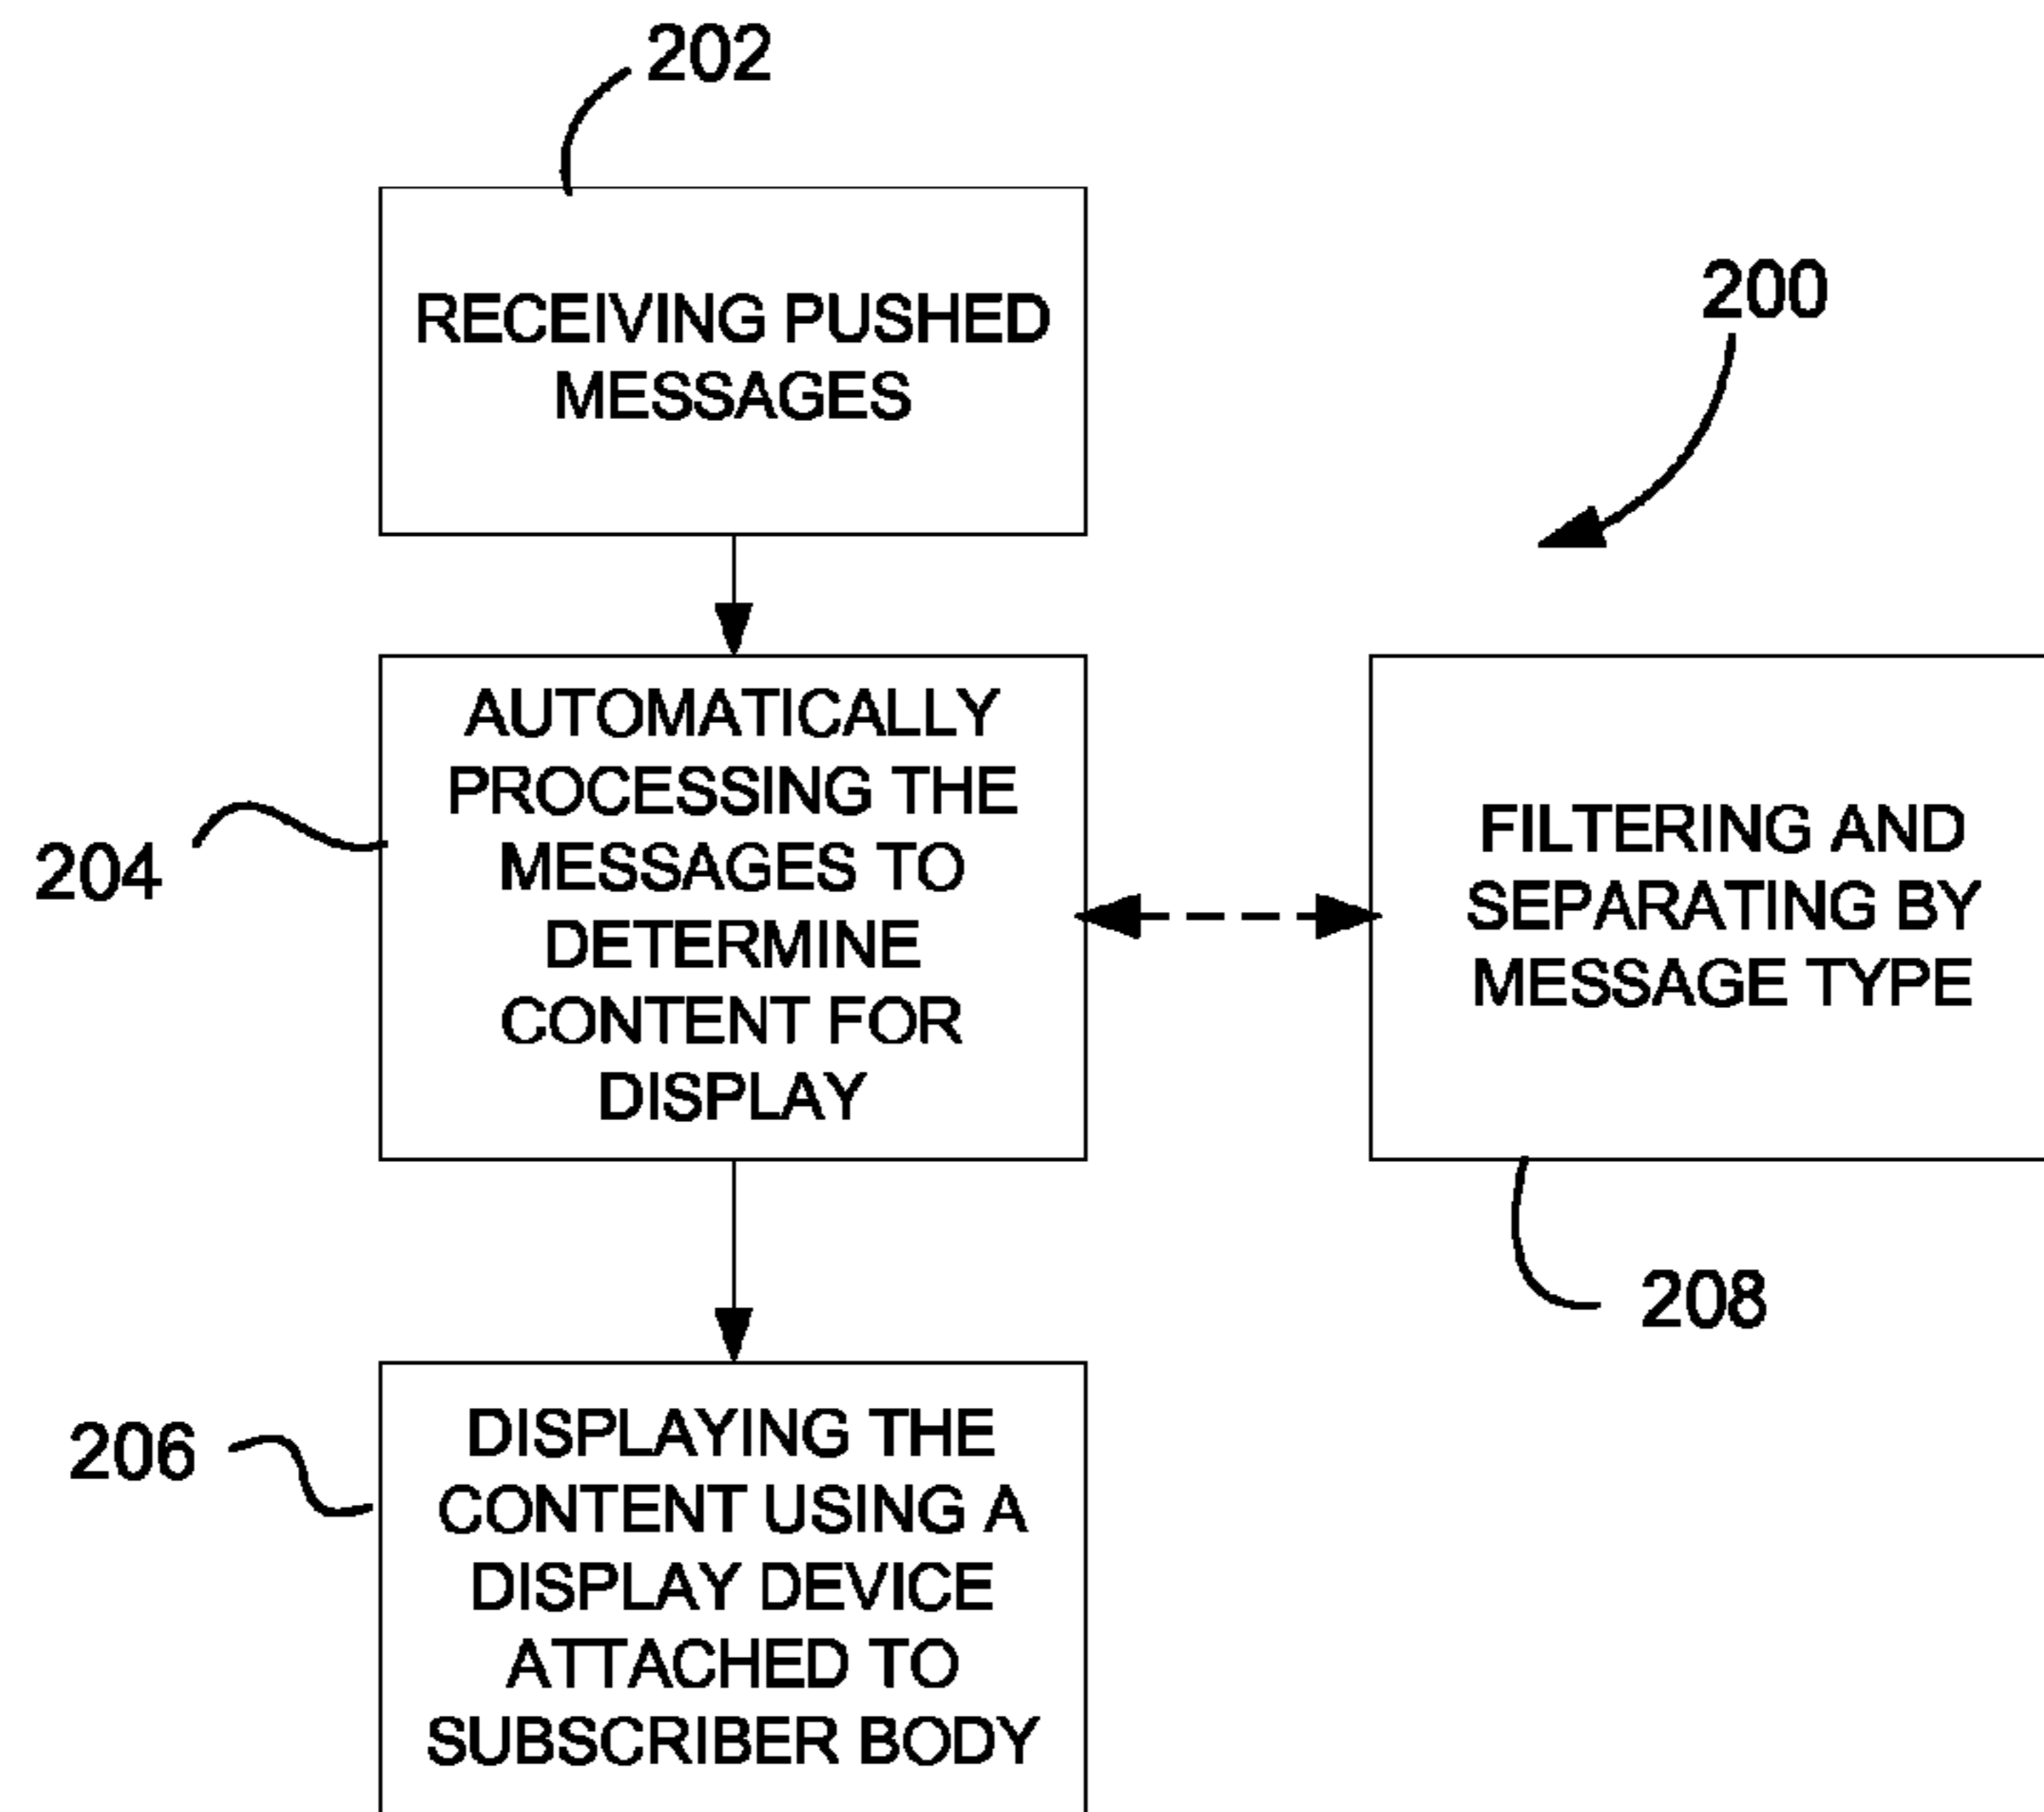 202
RECEIVING PUSHED
MESSAGES
200
AUTOMATICALLY
PROCESSING THE
MESSAGES TO
DETERMINE
CONTENT FOR
DISPLAY
204
FILTERING AND
SEPARATING BY
MESSAGE TYPE
208
DISPLAYING THE
CONTENT USING A
DISPLAY DEVICE
ATTACHED TO
SUBSCRIBER BODY
206